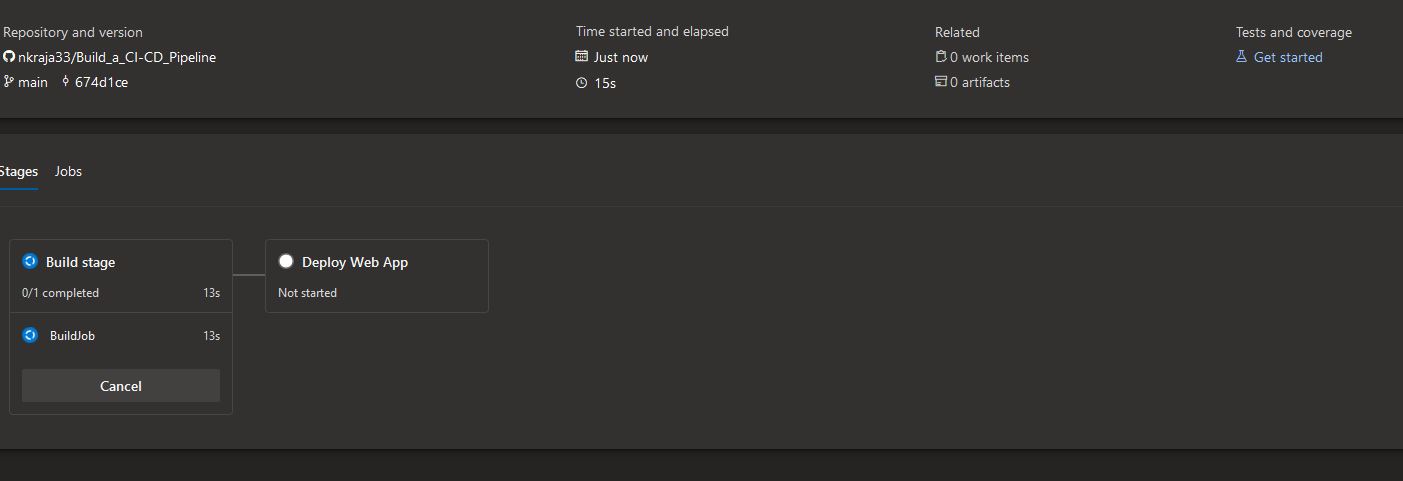 Repository and version
nkraja33/Build_a_CI-CD_Pipeline
main 674d1ce
Time started and elapsed
Just now
15s
Related
0 work items
0 artifacts
Tests and coverage
Get started
Stages Jobs
Build stage
0/1 completed 13s
BuildJob 13s
Cancel
Deploy Web App
Not started